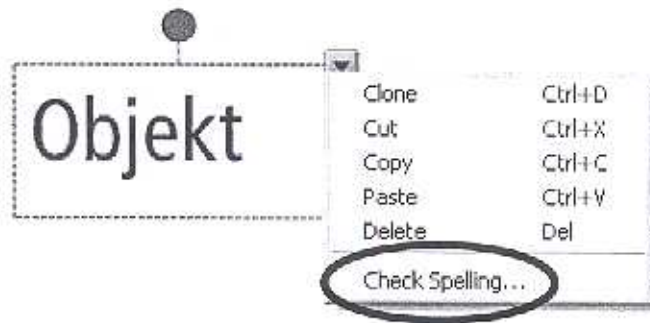 Objekt
Clone Ctrl+D
Cut Ctrl+X
Copy Ctrl+C
Paste Ctrl+V
Delete Del
Check Spelling...